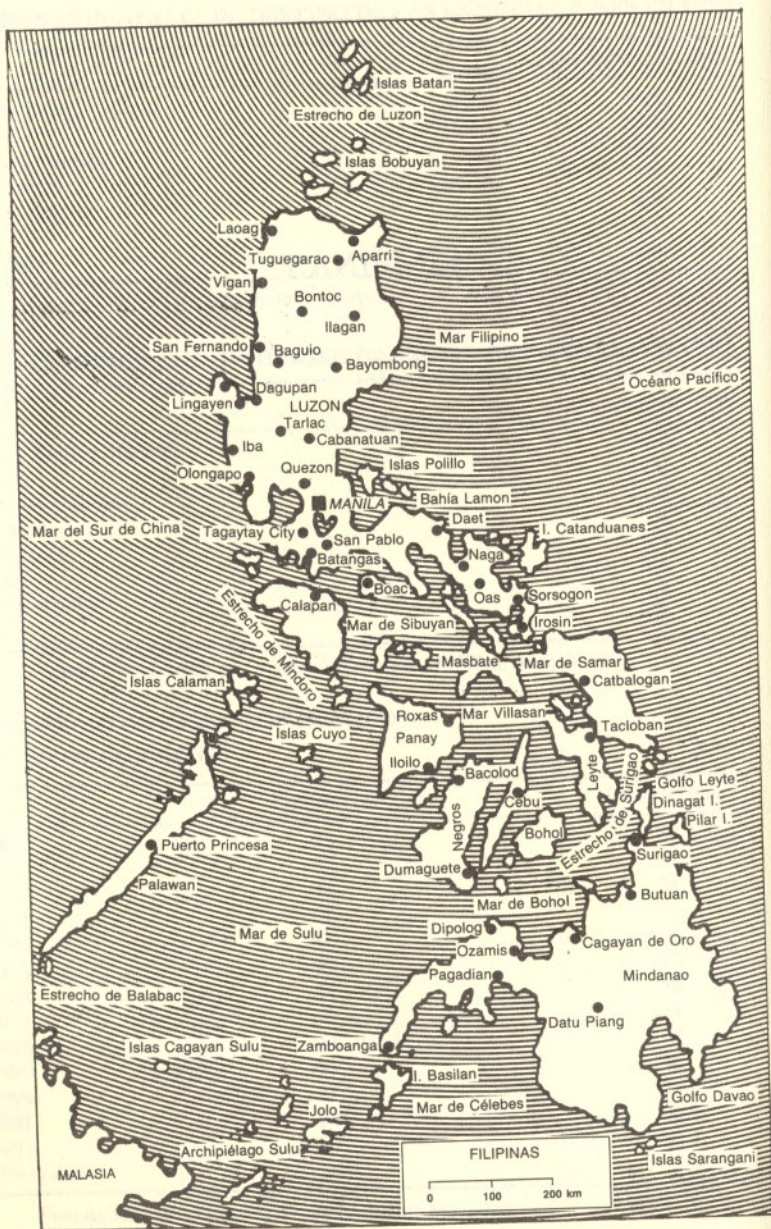 Islas Batan
Estrecho de Luzon
Islas Bobuyan
Laoag
Aparri
Tuguegarao
Vigan
Bontoc
Ilagan
Mar Filipino
San Fernando
Baguio
Bayombong
Océano Pacífico
Dagupan
Lingayen
LUZON
Tarlac
Cabanatuan
Iba
Islas Polillo
Olongapo
Quezon
MANILA
Bahía Lamon
Mar del Sur de China
Tagaytay City
Daet
I. Catanduanes
San Pablo
Batangas
Naga
Boac
Oas
Sorsogon
Calapan
Irosin
Estrecho de Mindoro
Mar de Sibuyan
Masbate
Mar de Samar
Islas Calaman
Catbalogan
Roxas
Mar Villasan
Islas Cuyo
Panay
Tacloban
Iloilo
Bacolod
Leyte
Golfo Leyte
Cebu
Estrecho de Surigao
Dinagat I.
Negros
Bohol
Pilar I.
Puerto Princesa
Surigao
Palawan
Dumaguete
Butuan
Mar de Bohol
Mar de Sulu
Dipolog
Cagayan de Oro
Ozamis
Pagadian
Mindanao
Estrecho de Balabac
Datu Piang
Islas Cagayan Sulu
Zamboanga
I. Basilan
Golfo Davao
Mar de Célebes
Jolo
Archipiélago Sulu
Islas Sarangani
MALASIA
FILIPINAS
0 100 200 km